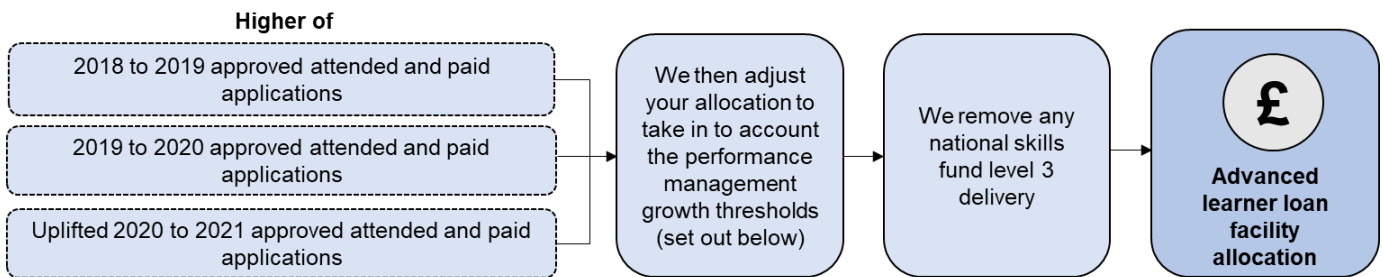 Higher of
2018 to 2019 approved attended and paid
applications
2019 to 2020 approved attended and paid
applications
Uplifted 2020 to 2021 approved attended and paid
applications
We then adjust
your allocation to
take in to account
the performance
management
growth thresholds
(set out below)
We remove any
national skills
fund level 3
delivery
£
Advanced
learner loan
facility
allocation